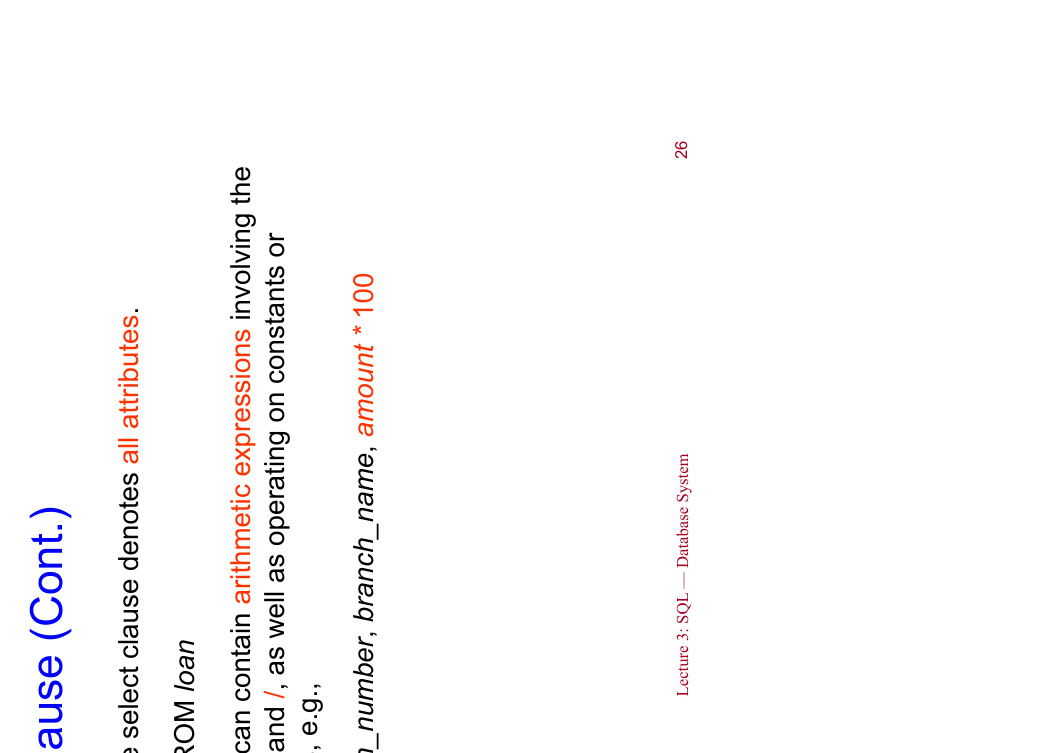 ause (Cont.)
e select clause denotes all attributes.
ROM loan
can contain arithmetic expressions involving the
and /, as well as operating on constants or
, e.g.,
n_number, branch_name, amount * 100
Lecture 3: SQL — Database System
26